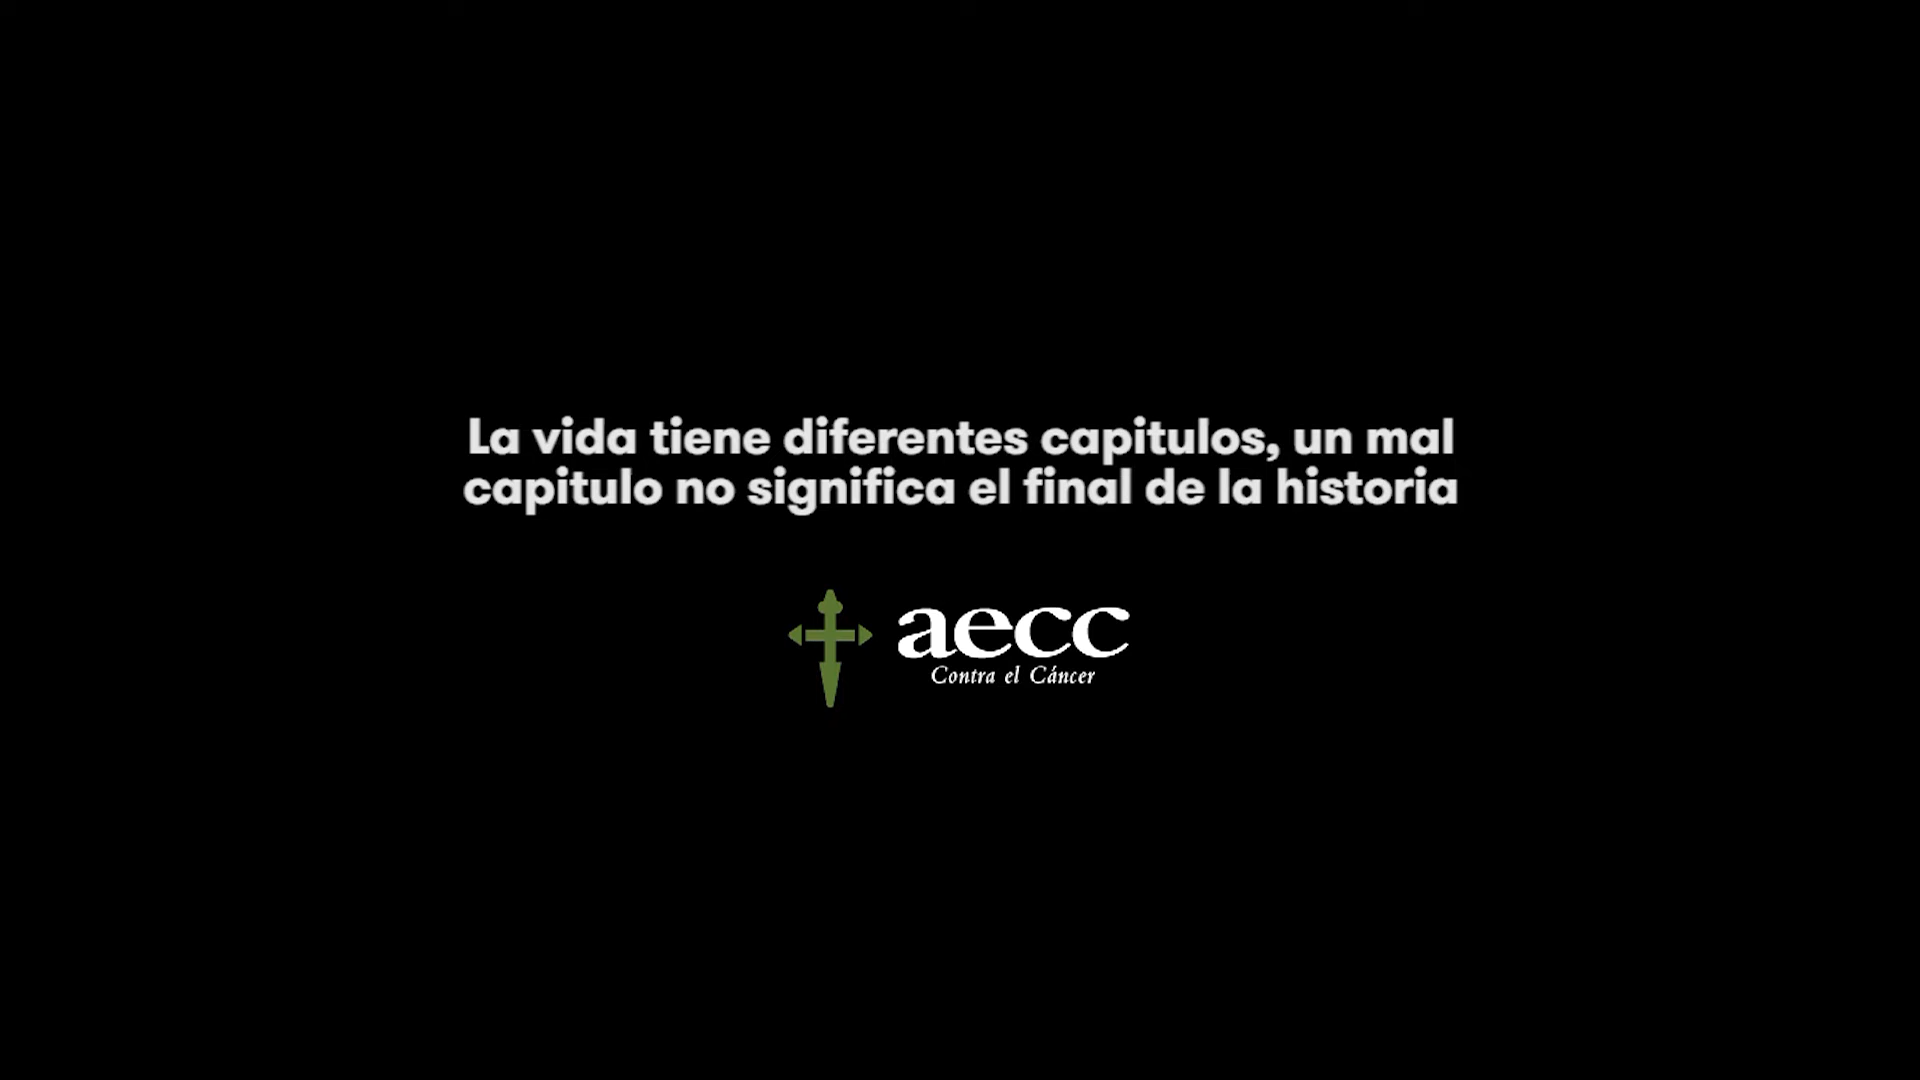 La vida tiene diferentes capitulos, un mal
capitulo no significa el final de la historia
aecc
Contra el Cáncer